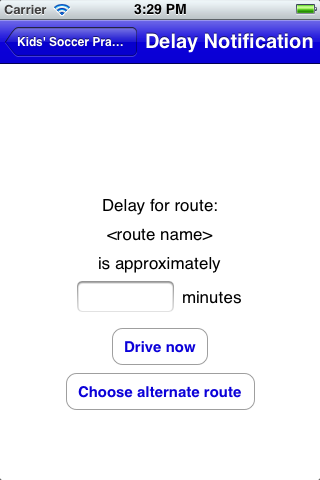 Carrier 3:29 PM
Kids' Soccer Pra... Delay Notification
Delay for route:
<route name>
is approximately
minutes
Drive now
Choose alternate route